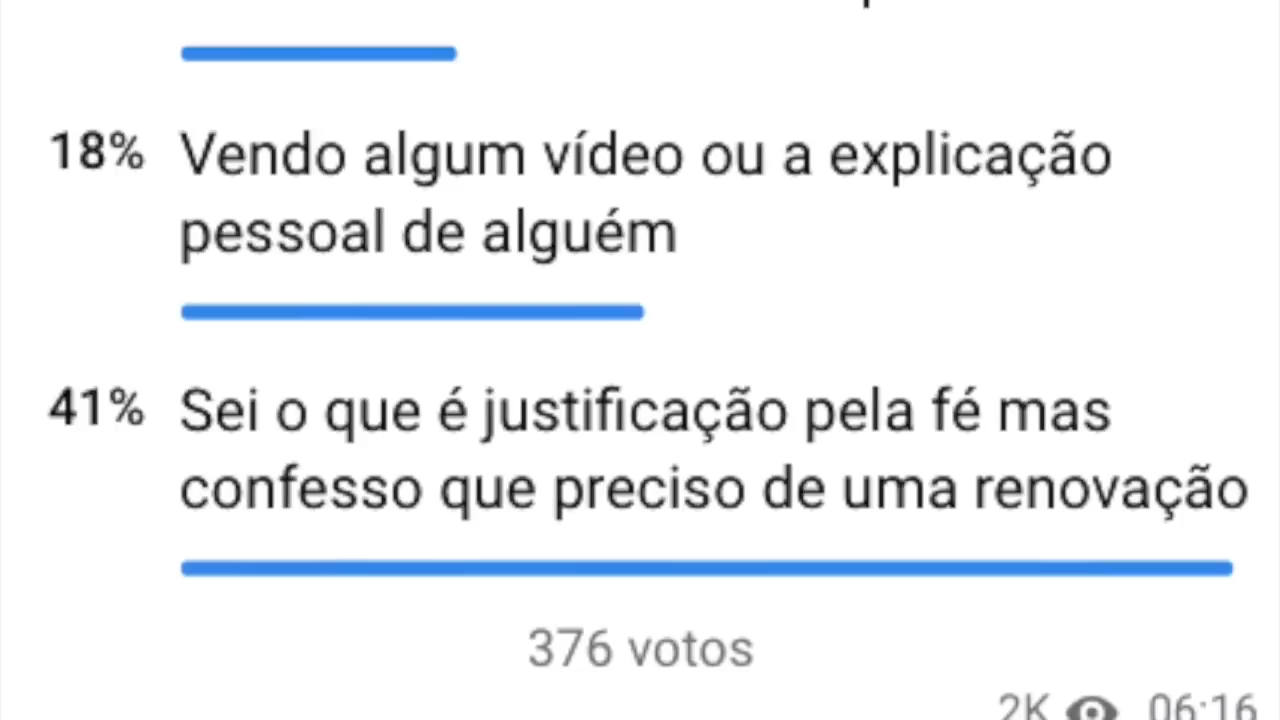 18% Vendo algum vídeo ou a explicação
pessoal de alguém
41% Sei o que é justificação pela fé mas
confesso que preciso de uma renovação
376 votos
2K 06:16